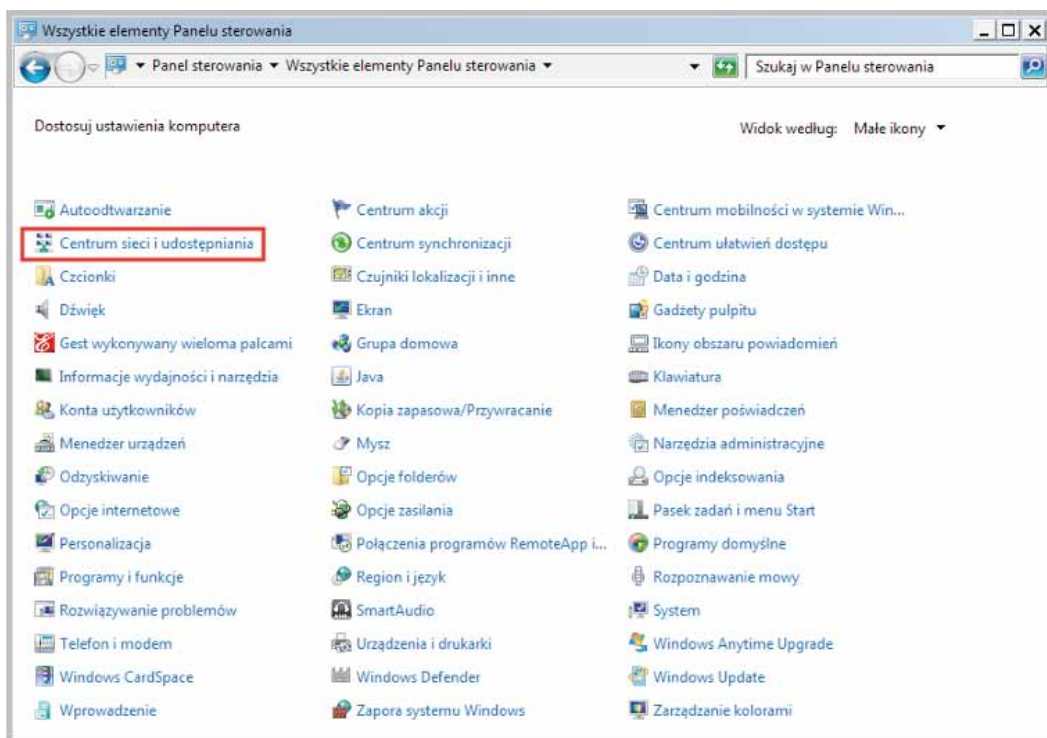 Wszystkie elementy Panelu sterowania
Panel sterowania Wszystkie elementy Panelu sterowania Szukaj w Panelu sterowania
Dostosuj ustawienia komputera Widok według: Małe ikony
Autoodtwarzanie Centrum akcji Centrum mobilności w systemie Win...
Centrum sieci i udostępniania Centrum synchronizacji Centrum ułatwień dostępu
Czcionki Czujniki lokalizacji i inne Data i godzina
Dźwięk Ekran Gadżety pulpitu
Gest wykonywany wieloma palcami Grupa domowa Ikony obszaru powiadomień
Informacje wydajności i narzędzia Java Klawiatura
Konta użytkowników Kopia zapasowa/Przywracanie Menedżer poświadczeń
Menedżer urządzeń Mysz Narzędzia administracyjne
Odzyskiwanie Opcje folderów Opcje indeksowania
Opcje internetowe Opcje zasilania Pasek zadań i menu Start
Personalizacja Połączenia programów RemoteApp i... Programy domyślne
Programy i funkcje Region i język Rozpoznawanie mowy
Rozwiązywanie problemów SmartAudio System
Telefon i modem Urządzenia i drukarki Windows Anytime Upgrade
Windows CardSpace Windows Defender Windows Update
Wprowadzenie Zapora systemu Windows Zarządzanie kolorami